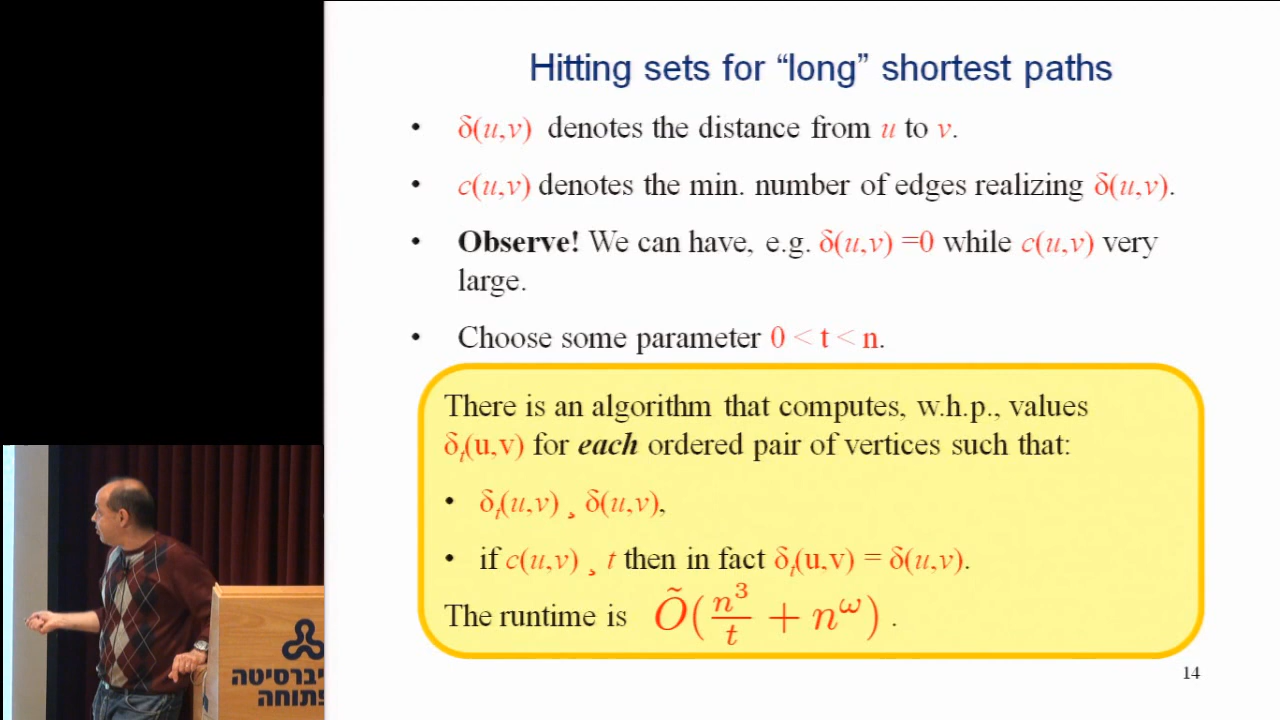 Hitting sets for “long” shortest paths
• δ(u,v) denotes the distance from u to v.
• c(u,v) denotes the min. number of edges realizing δ(u,v).
• Observe! We can have, e.g. δ(u,v) =0 while c(u,v) very
large.
• Choose some parameter 0 < t < n.
There is an algorithm that computes, w.h.p., values
δₜ(u,v) for each ordered pair of vertices such that:
• δₜ(u,v) ¸ δ(u,v),
• if c(u,v) ¸ t then in fact δₜ(u,v) = δ(u,v).
The runtime is Õ(n³/t + n^ω) .
14